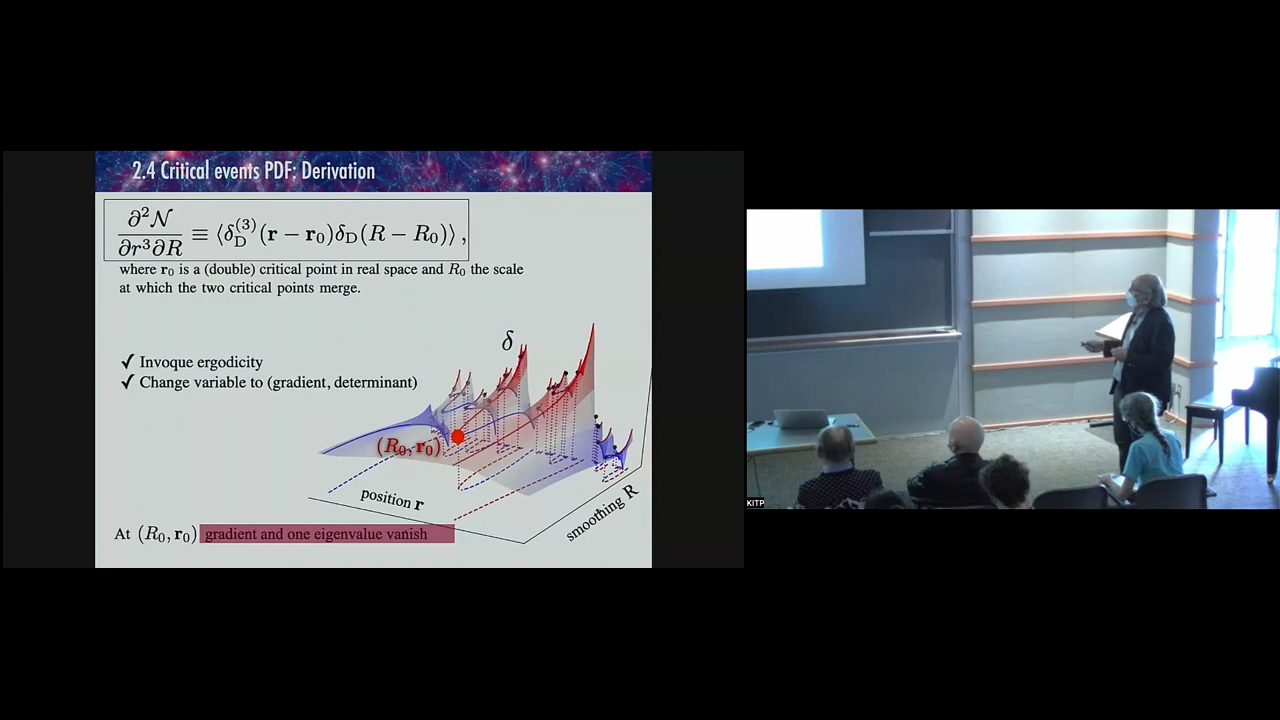 2.4 Critical events PDF: Derivation
∂²𝒩 / ∂r³∂R ≡ ⟨δ_D^(3)(r − r₀)δ_D(R − R₀)⟩ ,
where r₀ is a (double) critical point in real space and R₀ the scale
at which the two critical points merge.
δ
✓ Invoque ergodicity
✓ Change variable to (gradient, determinant)
(R₀, r₀)
position r
smoothing R
At (R₀, r₀) gradient and one eigenvalue vanish
KITP